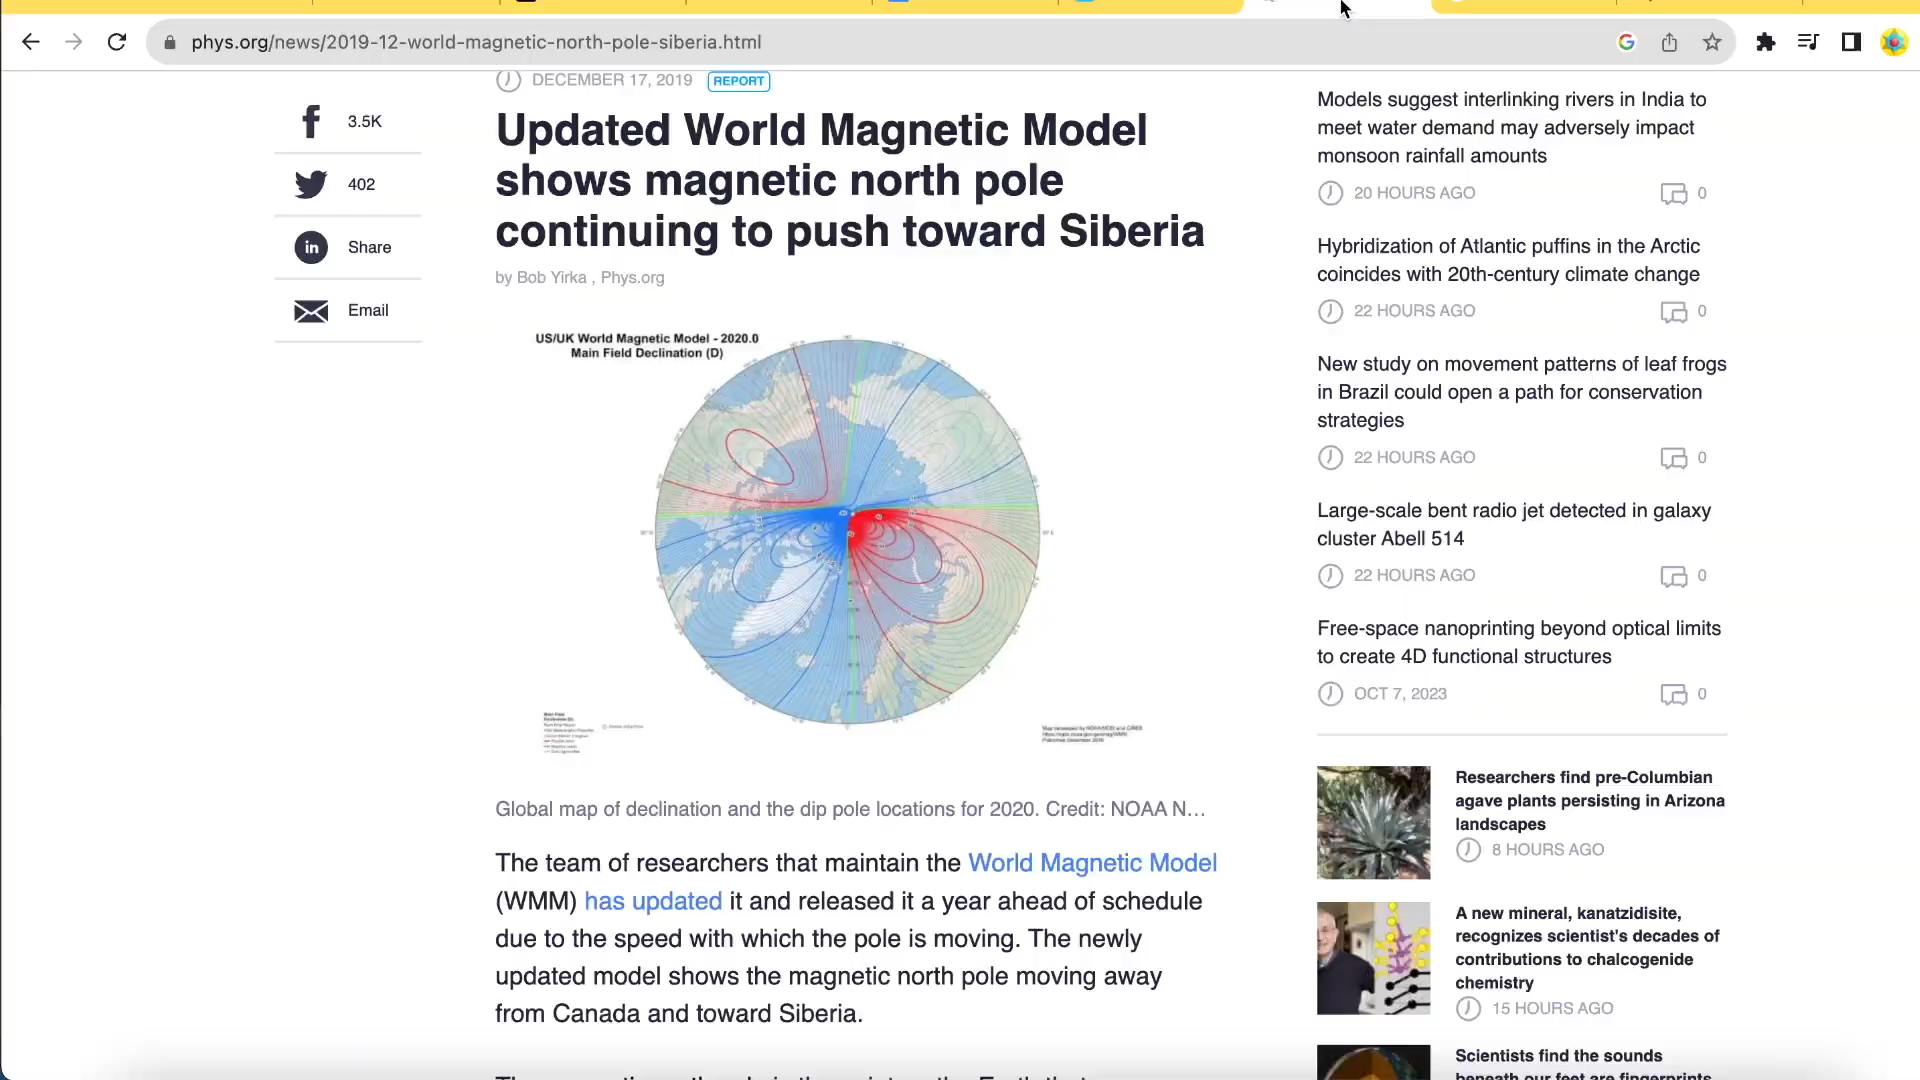 phys.org/news/2019-12-world-magnetic-north-pole-siberia.html
DECEMBER 17, 2019 REPORT
Updated World Magnetic Model
shows magnetic north pole
continuing to push toward Siberia
by Bob Yirka , Phys.org
3.5K
402
in Share
Email
US/UK World Magnetic Model - 2020.0
Main Field Declination (D)
Global map of declination and the dip pole locations for 2020. Credit: NOAA N...
The team of researchers that maintain the World Magnetic Model
(WMM) has updated it and released it a year ahead of schedule
due to the speed with which the pole is moving. The newly
updated model shows the magnetic north pole moving away
from Canada and toward Siberia.
Models suggest interlinking rivers in India to
meet water demand may adversely impact
monsoon rainfall amounts
20 HOURS AGO 0
Hybridization of Atlantic puffins in the Arctic
coincides with 20th-century climate change
22 HOURS AGO 0
New study on movement patterns of leaf frogs
in Brazil could open a path for conservation
strategies
22 HOURS AGO 0
Large-scale bent radio jet detected in galaxy
cluster Abell 514
22 HOURS AGO 0
Free-space nanoprinting beyond optical limits
to create 4D functional structures
OCT 7, 2023 0
Researchers find pre-Columbian
agave plants persisting in Arizona
landscapes
8 HOURS AGO
A new mineral, kanatzidisite,
recognizes scientist's decades of
contributions to chalcogenide
chemistry
15 HOURS AGO
Scientists find the sounds
beneath our feet are fingerprints